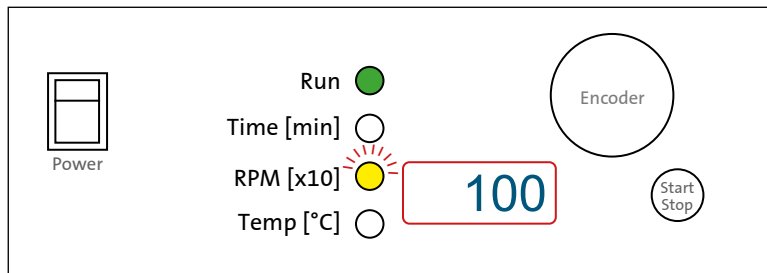 Run
Time [min]
RPM [x10]
Temp [°C]
100
Power
Encoder
Start
Stop